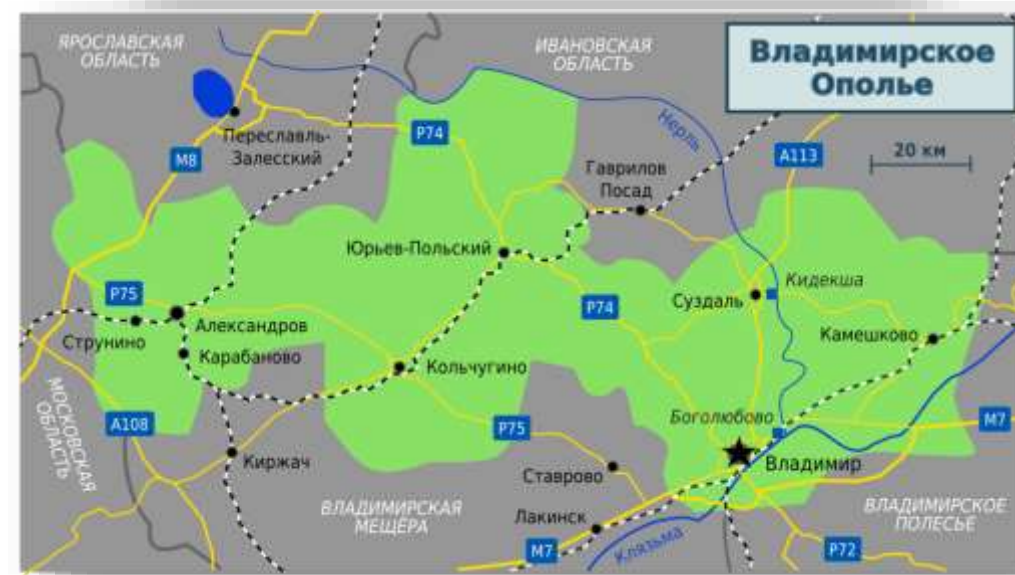 Владимирское
Ополье
ЯРОСЛАВСКАЯ
ОБЛАСТЬ
ИВАНОВСКАЯ
ОБЛАСТЬ
Переславль-
Залесский
P74
M8
Нерль
A113
20 км
Гаврилов
Посад
Юрьев-Польский
P75
P74
Суздаль
Кидекша
Александров
Струнино
Карабаново
Кольчугино
Камешково
МОСКОВСКАЯ
ОБЛАСТЬ
A108
P75
Боголюбово
M7
Киржач
Ставрово
Владимир
ВЛАДИМИРСКАЯ
МЕЩЁРА
Лакинск
ВЛАДИМИРСКОЕ
ПОЛЕСЬЕ
M7
Клязьма
P72